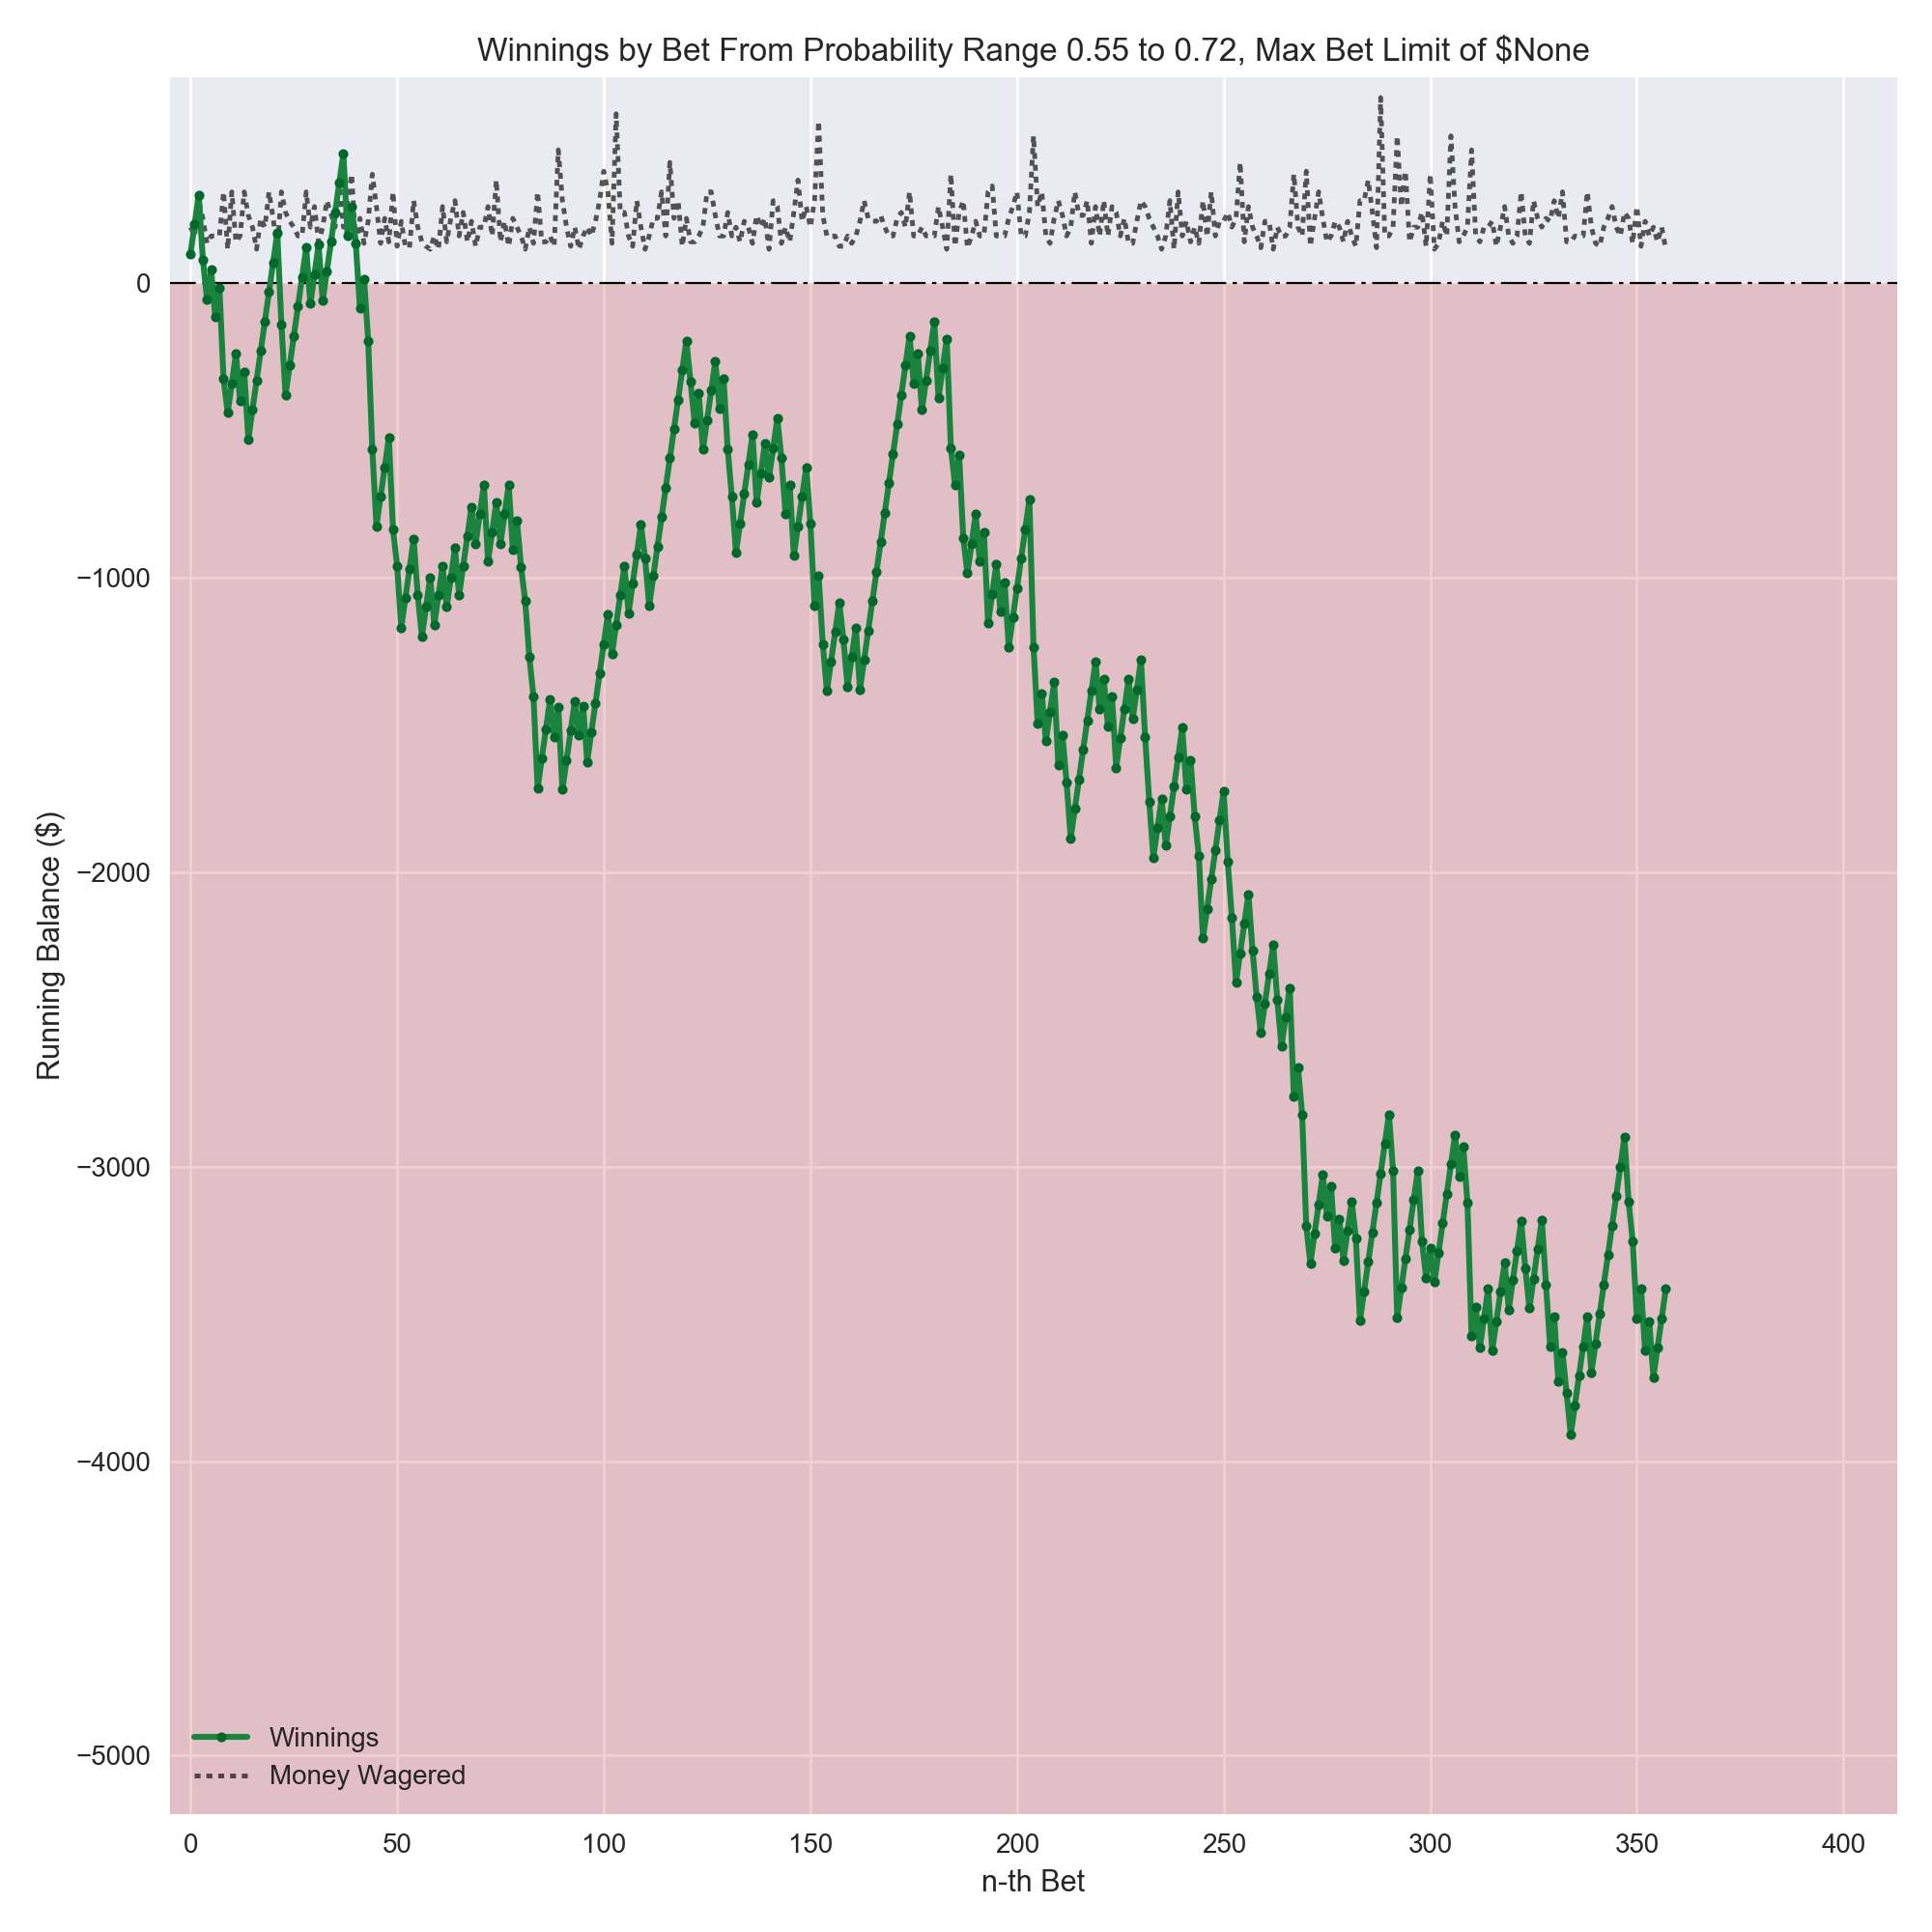 Winnings by Bet From Probability Range 0.55 to 0.72, Max Bet Limit of $None
Running Balance ($)
0
−1000
−2000
−3000
−4000
−5000
Winnings
Money Wagered
0 50 100 150 200 250 300 350 400
n-th Bet